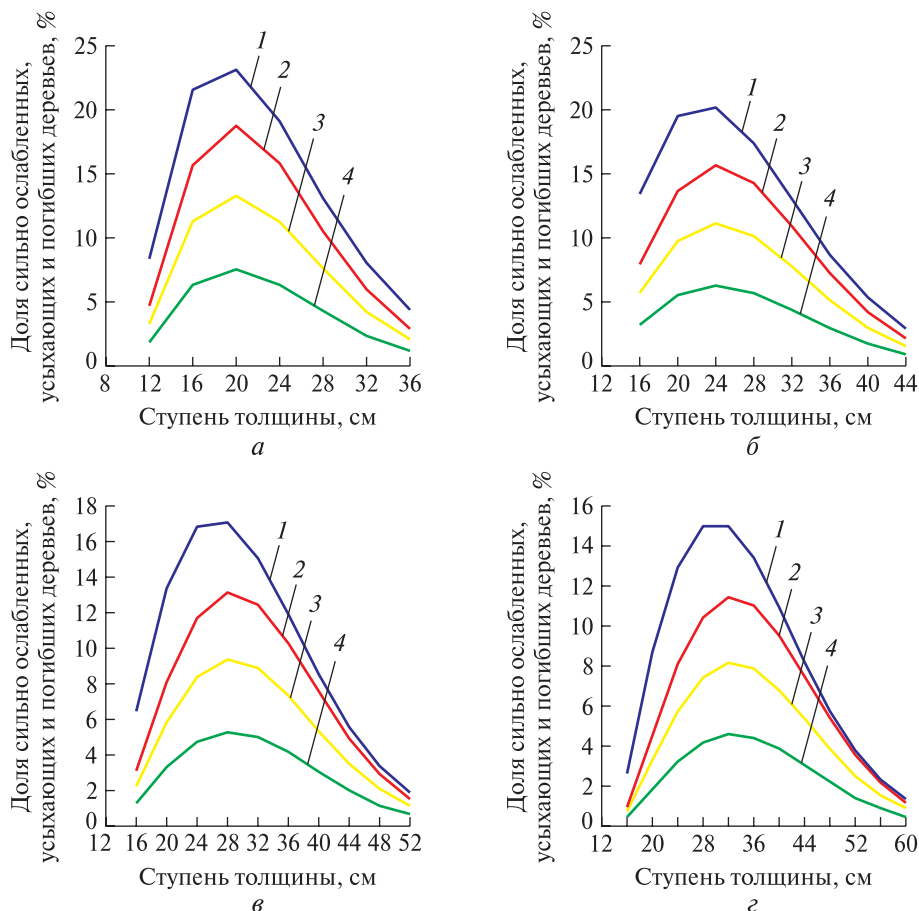 Доля сильно ослабленных,
усыхающих и погибших деревьев, %
25
20
15
10
5
0
8 12 16 20 24 28 32 36
1
2
3
4
Ступень толщины, см
а
Доля сильно ослабленных,
усыхающих и погибших деревьев, %
25
20
15
10
5
0
12 16 20 24 28 32 36 40 44
1
2
3
4
Ступень толщины, см
б
Доля сильно ослабленных,
усыхающих и погибших деревьев, %
18
16
14
12
10
8
6
4
2
0
12 16 20 24 28 32 36 40 44 48 52
1
2
3
4
Ступень толщины, см
в
Доля сильно ослабленных,
усыхающих и погибших деревьев, %
16
14
12
10
8
6
4
2
0
12 20 28 36 44 52 60
1
2
3
4
Ступень толщины, см
г